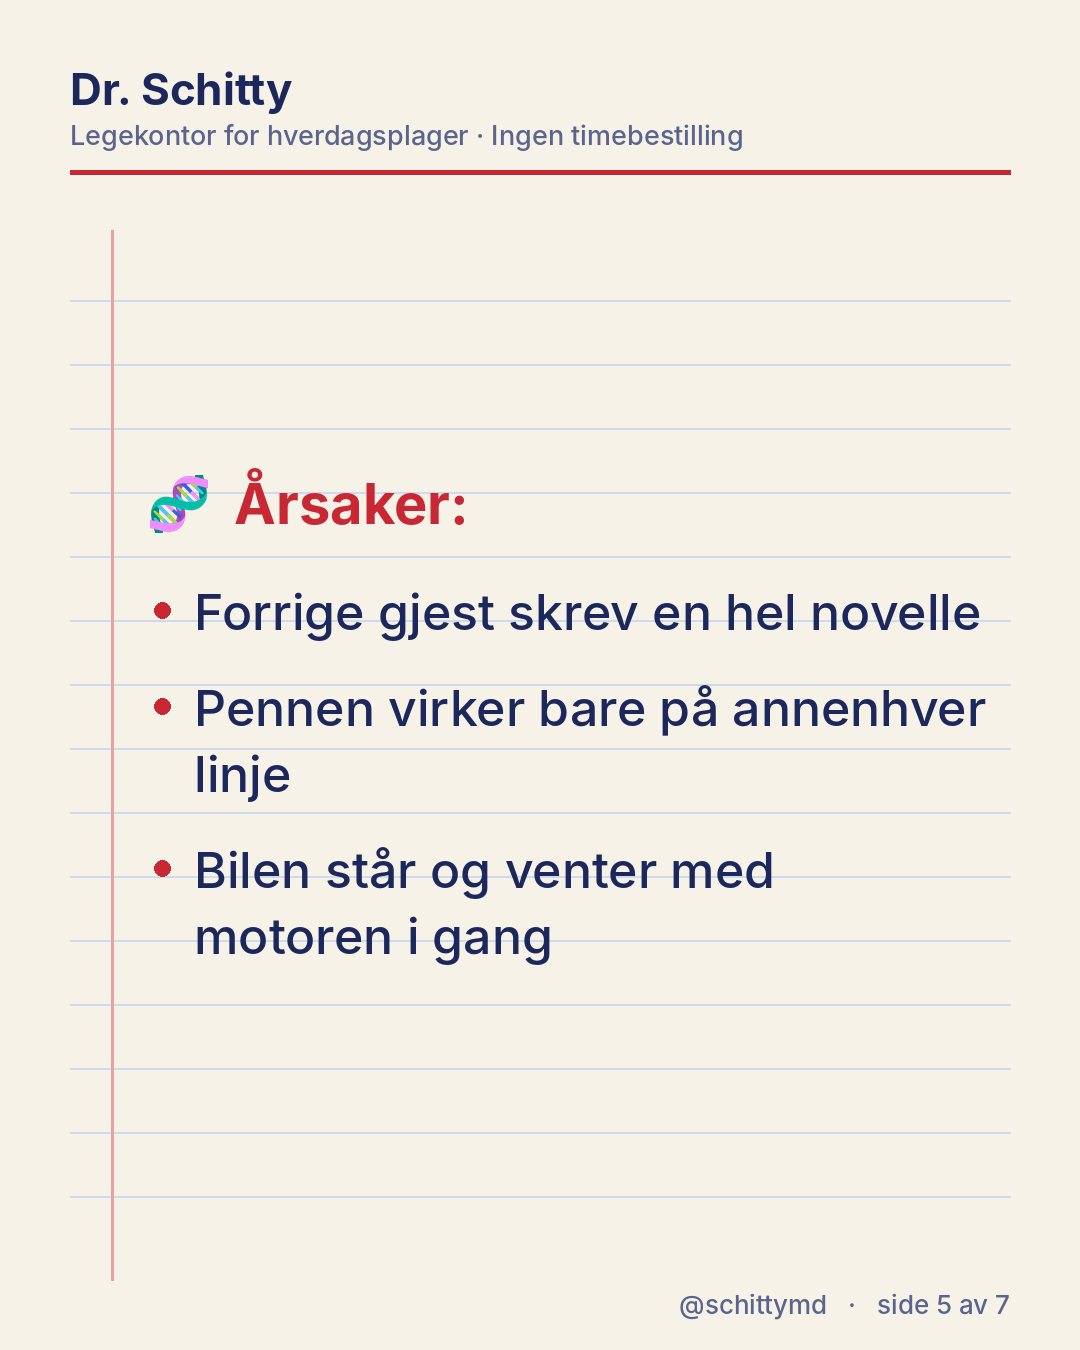 Dr. Schitty
Legekontor for hverdagsplager · Ingen timebestilling
🧬 Årsaker:
• Forrige gjest skrev en hel novelle
• Pennen virker bare på annenhver
linje
• Bilen står og venter med
motoren i gang
@schittymd · side 5 av 7